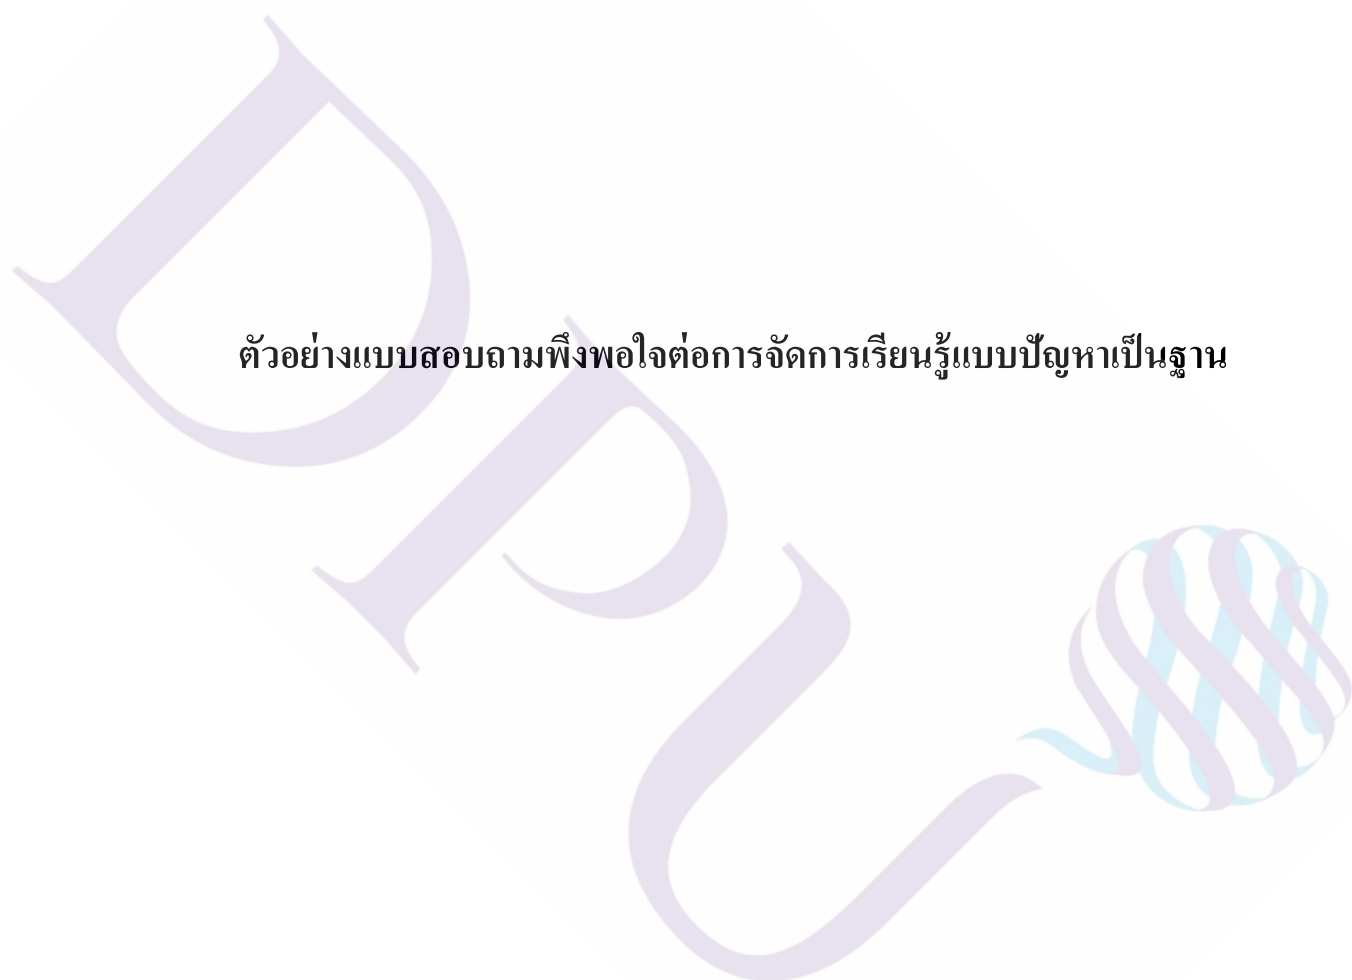 ตัวอย่างแบบสอบถามพึงพอใจต่อการจัดการเรียนรู้แบบปัญหาเป็นฐาน
DPU